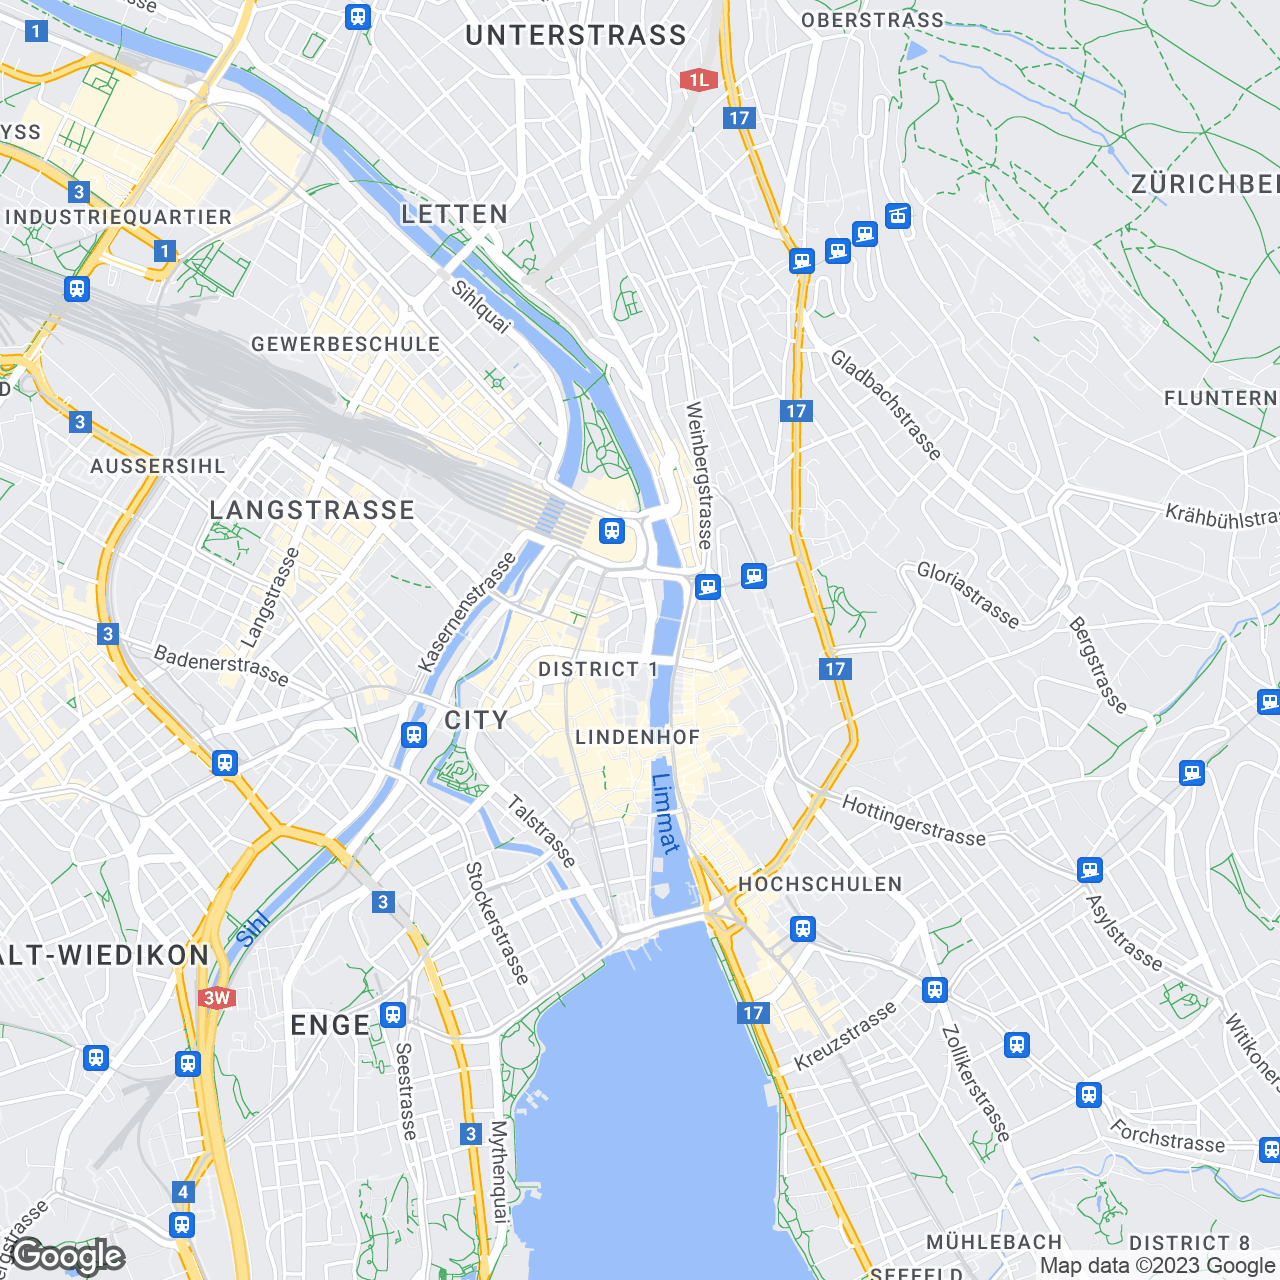 OBERSTRASS
1
UNTERSTRASS
1L
17
YSS
3
ZÜRICHBE
INDUSTRIEQUARTIER
LETTEN
1
Sihlquai
GEWERBESCHULE
Gladbachstrasse
D
FLUNTERN
17
3
Weinbergstrasse
AUSSERSIHL
LANGSTRASSE
Krähbühlstra
Langstrasse
Kasernenstrasse
Gloriastrasse
3
Bergstrasse
Badenerstrasse
DISTRICT 1
17
CITY
LINDENHOF
Limmat
Talstrasse
Hottingerstrasse
HOCHSCHULEN
3
Stockerstrasse
Asylstrasse
Sihl
ALT-WIEDIKON
3W
17
ENGE
Kreuzstrasse
Witikoner
Seestrasse
Zollikerstrasse
3
Mythenquai
Forchstrasse
4
MÜHLEBACH
DISTRICT 8
Google
Map data ©2023 Google
SEEFELD